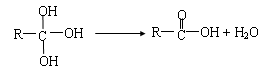 OH
R—C—OH
OH
O
R—C—OH + H₂O